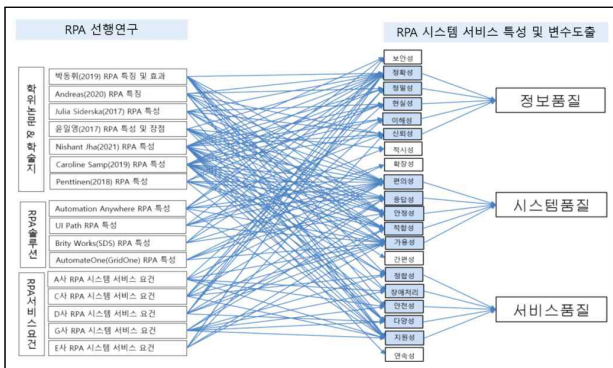 RPA 선행연구
RPA 시스템 서비스 특성 및 변수도출
학위논문 & 학술지
박동휘(2019) RPA 특징 및 효과
Andreas(2020) RPA 특징
Julia Siderska(2017) RPA 특성
윤일영(2017) RPA 특성 및 장점
Nishant Jha(2021) RPA 특성
Caroline Samp(2019) RPA 특성
Penttinen(2018) RPA 특성
RPA솔루션
Automation Anywhere RPA 특성
UI Path RPA 특성
Brity Works(SDS) RPA 특성
AutomateOne(GridOne) RPA 특성
RPA서비스요건
A사 RPA 시스템 서비스 요건
C사 RPA 시스템 서비스 요건
D사 RPA 시스템 서비스 요건
G사 RPA 시스템 서비스 요건
E사 RPA 시스템 서비스 요건
보안성
정확성
정밀성
현실성
이해성
신뢰성
적시성
확장성
편의성
응답성
안정성
적합성
가용성
간편성
정합성
장애처리
안전성
다양성
지원성
연속성
정보품질
시스템품질
서비스품질